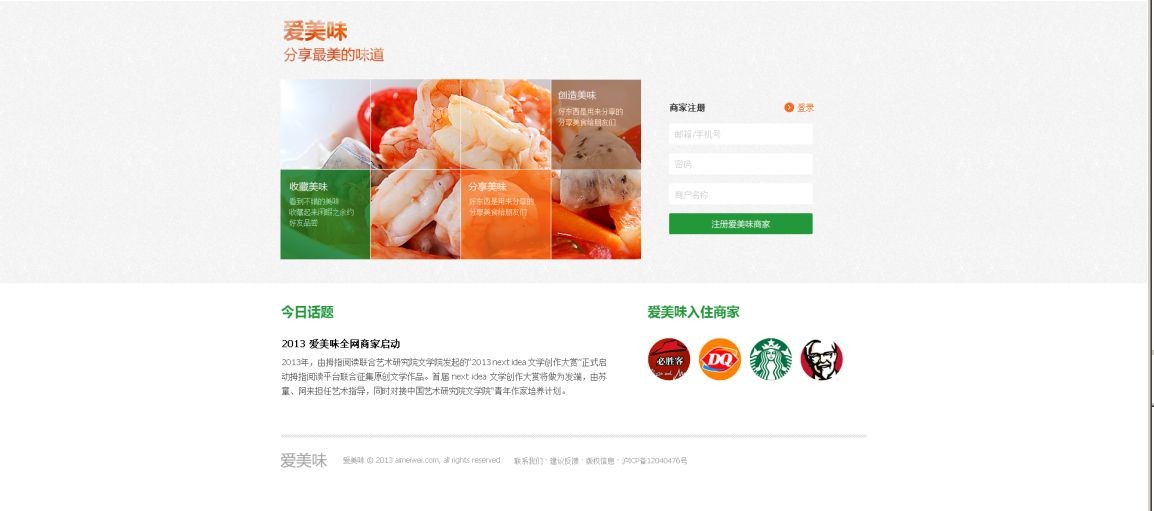 爱美味
分享最美的味道
创造美味
好东西是用来分享的
分享美食给朋友们
收藏美味
看到不错的美味
收藏起来闲暇之余约
好友品尝
分享美味
好东西是用来分享的
分享美食给朋友们
商家注册
登录
邮箱/手机号
密码
商户名称
注册爱美味商家
今日话题
2013 爱美味全网商家启动
2013年，由拇指阅读联合艺术研究院文学院发起的“2013next idea 文学创作大赏”正式启
动拇指阅读平台联合征集原创文学作品。首届 next idea 文学创作大赏将做为发端，由苏
童、阿来担任艺术指导，同时对接中国艺术研究院文学院“青年作家培养计划。
爱美味入住商家
必胜客
DQ
爱美味
爱美味 © 2013 aimeiwei.com, all rights reserved
联系我们 · 建议反馈 · 版权信息 · 沪ICP备12040476号